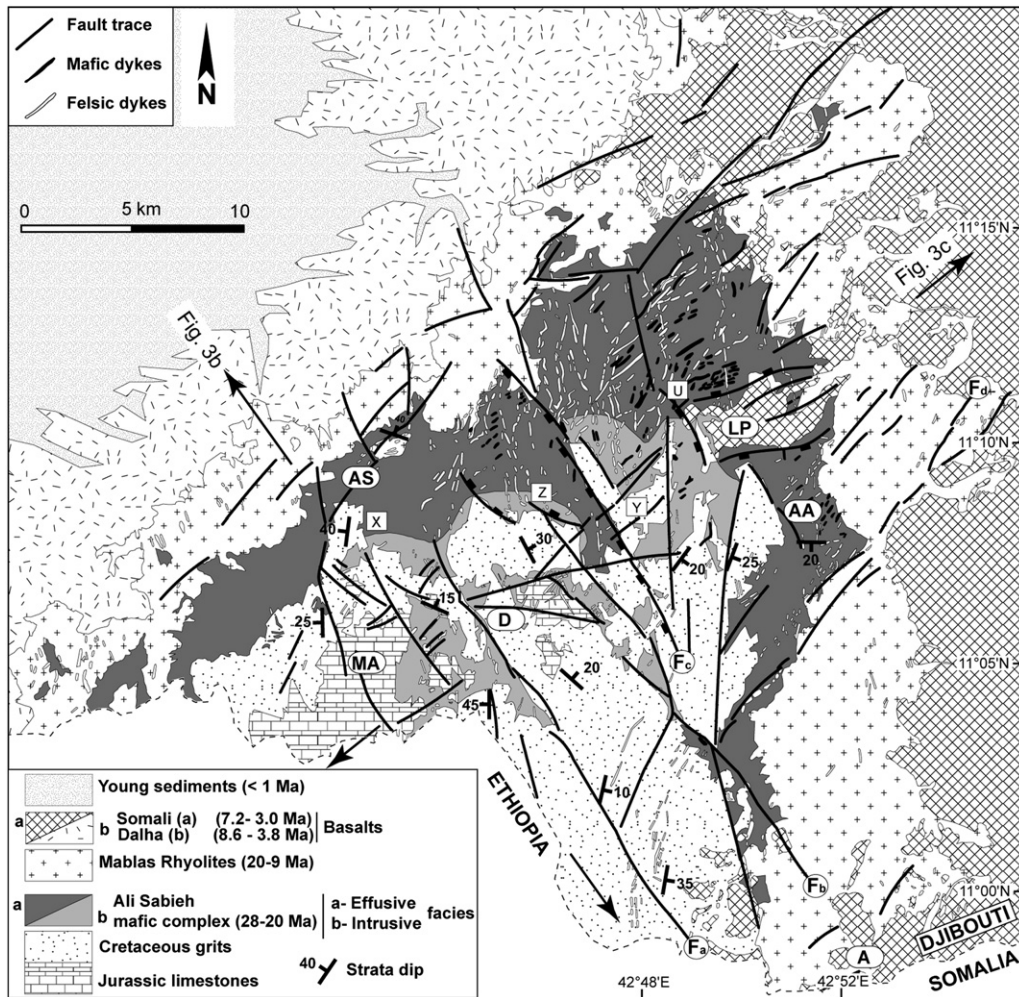 Fault trace
Mafic dykes
Felsic dykes
N
0 5 km 10
11°15'N
Fig. 3c
Fig. 3b
Fd
U
LP
11°10'N
AS
Z
AA
X
Y
40
30
20
25
20
15
D
25
MA
Fc
11°05'N
20
45
ETHIOPIA
10
35
Fb
11°00'N
Fa
A
DJIBOUTI
SOMALIA
42°48'E
42°52'E
Young sediments (< 1 Ma)
a b Somali (a) (7.2- 3.0 Ma)
Dalha (b) (8.6 - 3.8 Ma) Basalts
Mablas Rhyolites (20-9 Ma)
a b Ali Sabieh
mafic complex (28-20 Ma)
a- Effusive
b- Intrusive
facies
Cretaceous grits
Jurassic limestones
40 Strata dip